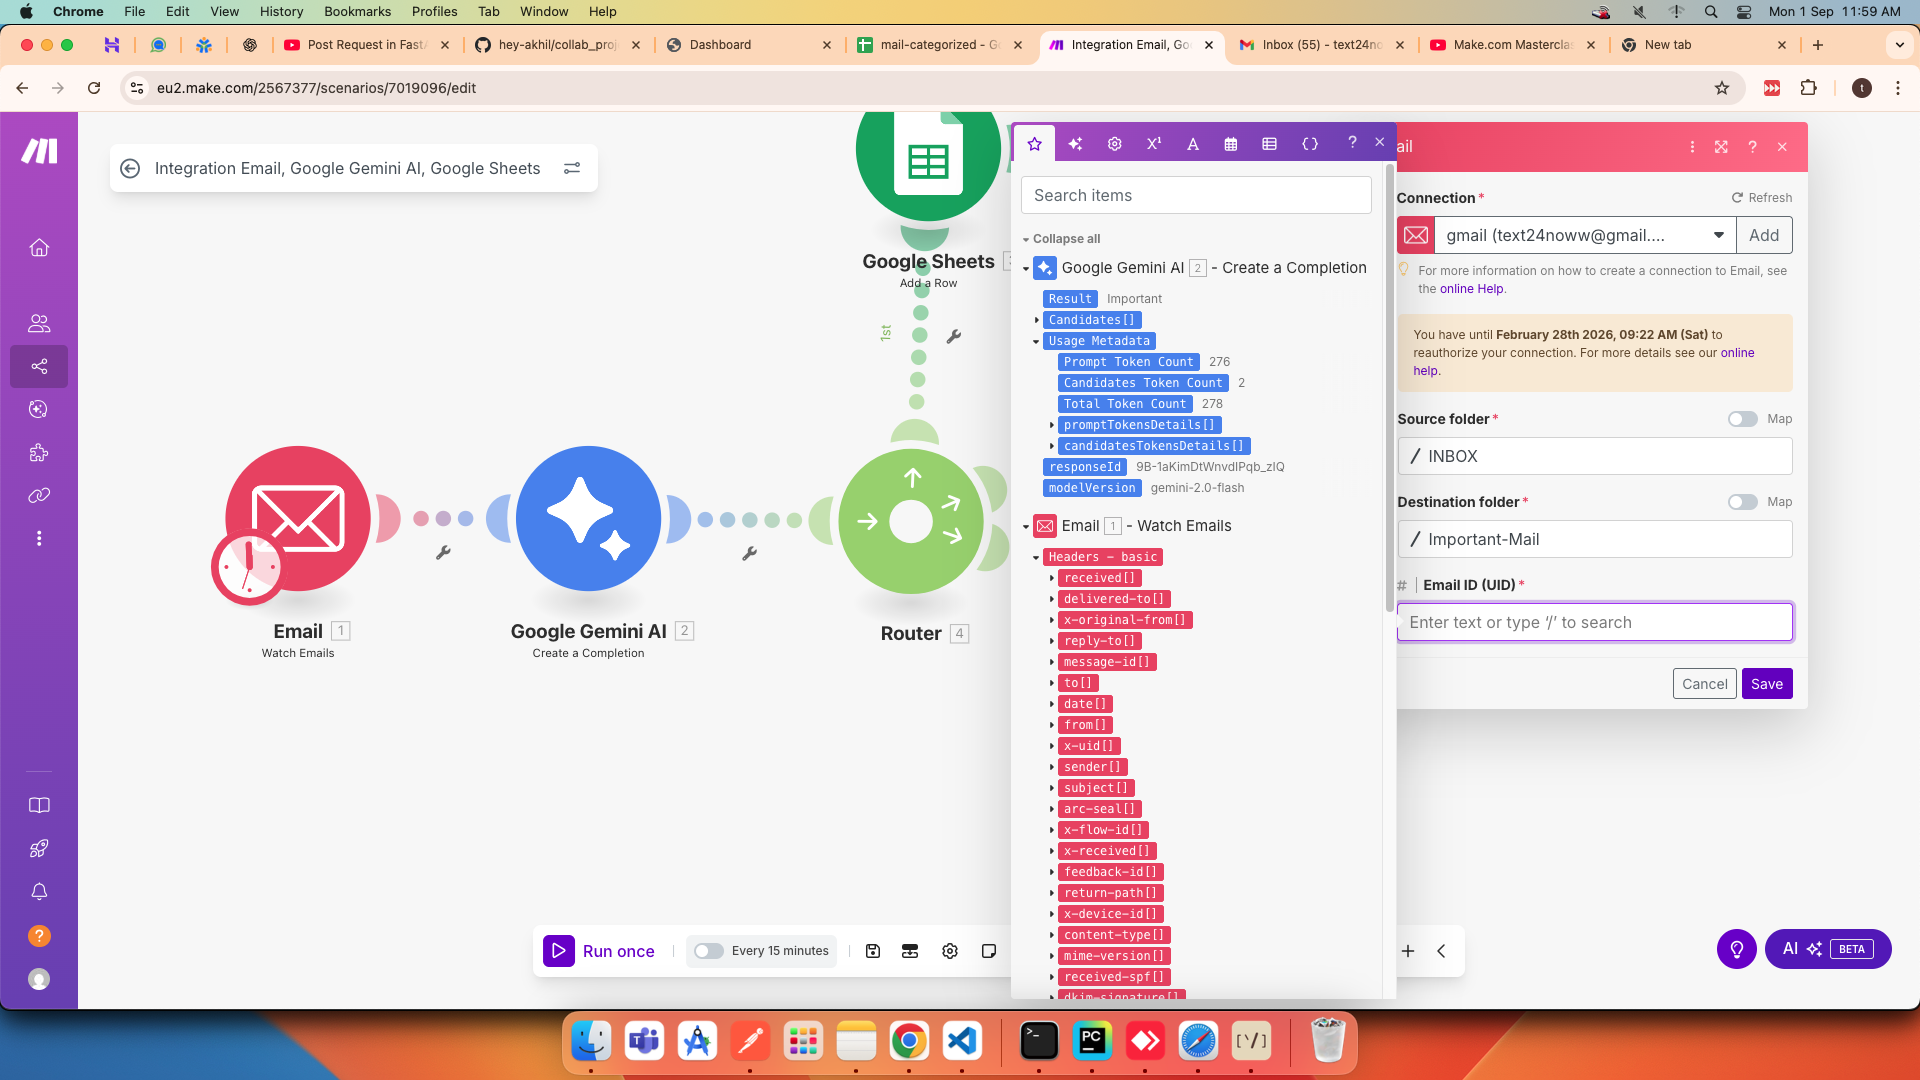 Chrome File Edit View History Bookmarks Profiles Tab Window Help Mon 1 Sep 11:59 AM
Post Request in FastA hey-akhil/collab_proj Dashboard mail-categorized - Go Integration Email, Go Inbox (55) - text24no Make.com Masterclas New tab
eu2.make.com/2567377/scenarios/7019096/edit t
Integration Email, Google Gemini AI, Google Sheets
Google Sheets
Add a Row
1st
Email 1
Watch Emails
Google Gemini AI 2
Create a Completion
Router 4
Run once Every 15 minutes
?
X¹ A {} ?
Search items
Collapse all
Google Gemini AI 2 - Create a Completion
Result Important
Candidates[]
Usage Metadata
Prompt Token Count 276
Candidates Token Count 2
Total Token Count 278
promptTokensDetails[]
candidatesTokensDetails[]
responseId 9B-1aKimDtWnvdIPqb_zIQ
modelVersion gemini-2.0-flash
Email 1 - Watch Emails
Headers – basic
received[]
delivered-to[]
x-original-from[]
reply-to[]
message-id[]
to[]
date[]
from[]
x-uid[]
sender[]
subject[]
arc-seal[]
x-flow-id[]
x-received[]
feedback-id[]
return-path[]
x-device-id[]
content-type[]
mime-version[]
received-spf[]
dkim-signature[]
ail ?
Connection* Refresh
gmail (text24noww@gmail.... Add
For more information on how to create a connection to Email, see
the online Help.
You have until February 28th 2026, 09:22 AM (Sat) to
reauthorize your connection. For more details see our online
help.
Source folder* Map
/ INBOX
Destination folder* Map
/ Important-Mail
# Email ID (UID)*
Enter text or type ‘/’ to search
Cancel Save
AI BETA
PC
[‘/]